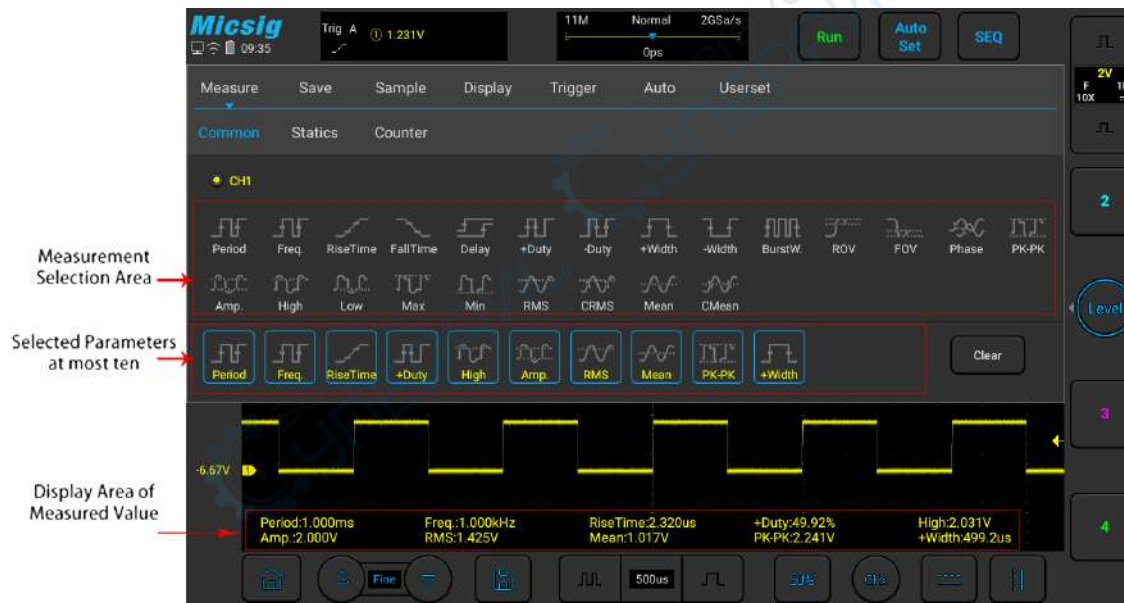 Micsig
09:35
Trig A ① 1.231V
11M Normal 2GSa/s
0ps
Run
Auto Set
SEQ
Measure Save Sample Display Trigger Auto Userset
2V
F
10X
Common Statics Counter
CH1
Period Freq. RiseTime FallTime Delay +Duty -Duty +Width -Width BurstW. ROV FOV Phase PK-PK
Amp. High Low Max Min RMS CRMS Mean CMean
Measurement
Selection Area
2
Level
Selected Parameters
at most ten
Period Freq. RiseTime +Duty High Amp. RMS Mean PK-PK +Width
Clear
3
-6.67V 1
Display Area of
Measured Value
Period:1.000ms Freq.:1.000kHz RiseTime:2.320us +Duty:49.92% High:2.031V
Amp.:2.000V RMS:1.425V Mean:1.017V PK-PK:2.241V +Width:499.2us
4
Fine 500us 50%